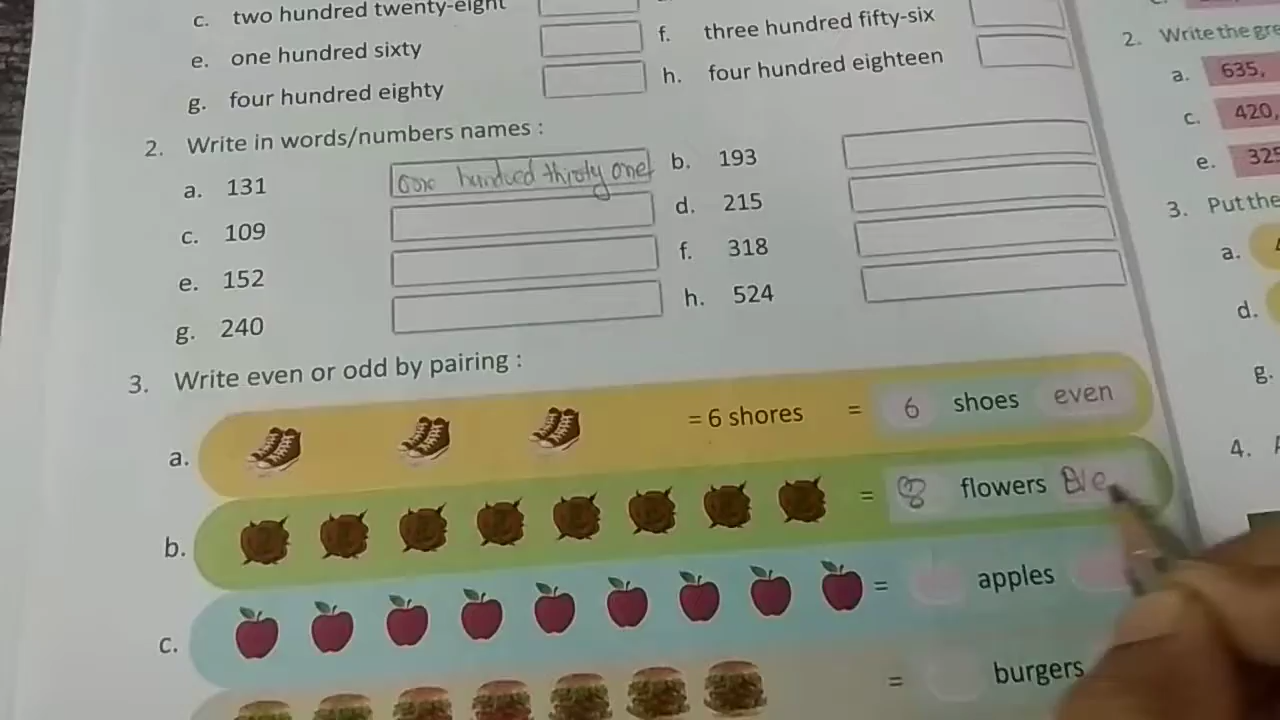 c. two hundred twenty-eight
e. one hundred sixty
f. three hundred fifty-six
g. four hundred eighty
h. four hundred eighteen
2. Write in words/numbers names :
a. 131 one hundred thirty one
b. 193
c. 109
d. 215
e. 152
f. 318
g. 240
h. 524
3. Write even or odd by pairing :
a. = 6 shores = 6 shoes even
b. = 8 flowers Eve
c. = apples
= burgers
2. Write the gre
a. 635,
c. 420,
e. 325
3. Put the
a.
d.
g.
4.